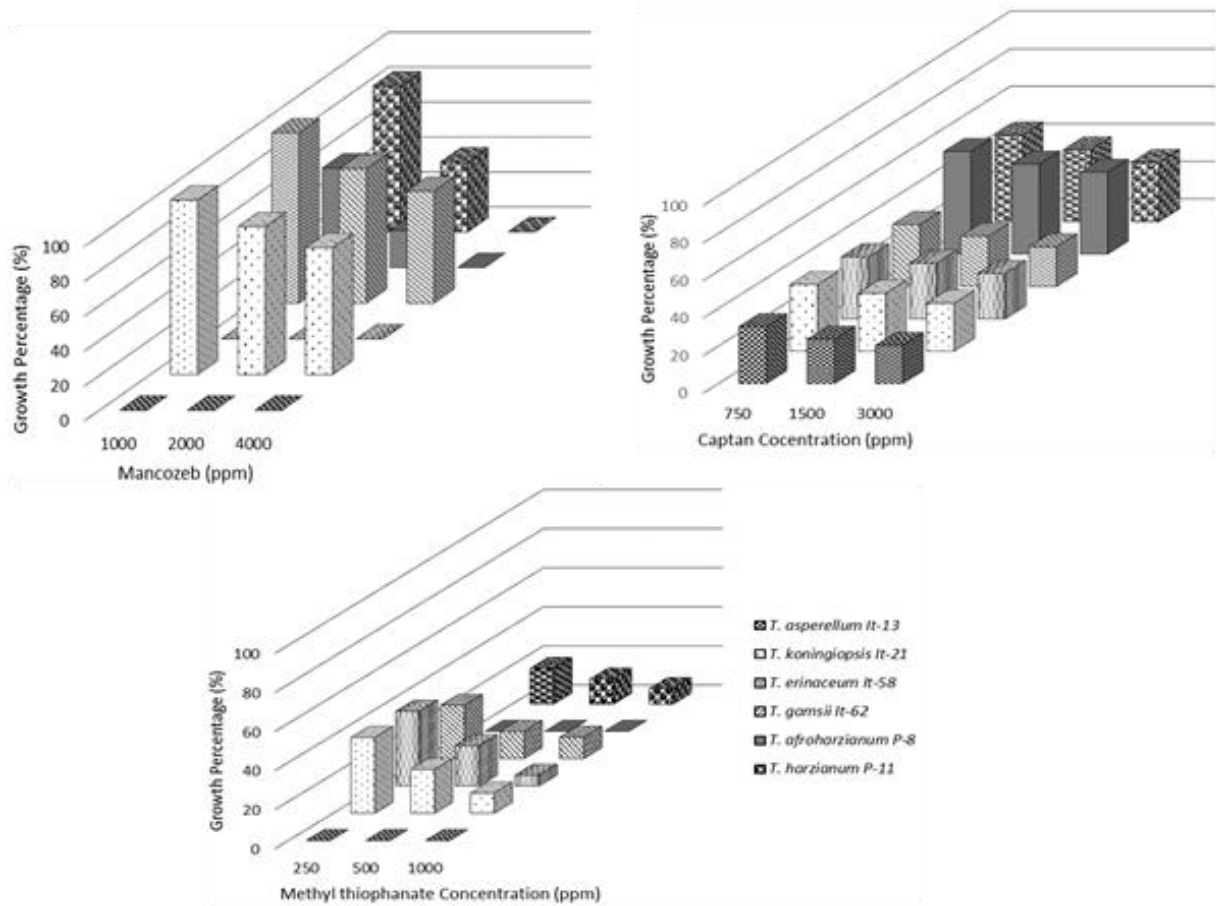 100
80
60
40
20
0
Growth Percentage (%)
1000 2000 4000
Mancozeb (ppm)
100
80
60
40
20
0
Growth Percentage (%)
750 1500 3000
Captan Cocentration (ppm)
100
80
60
40
20
0
Growth Percentage (%)
250 500 1000
Methyl thiophanate Concentration (ppm)
T. asperellum It-13
T. koningiopsis It-21
T. erinaceum It-58
T. gamsii It-62
T. afroharzianum P-8
T. harzianum P-11